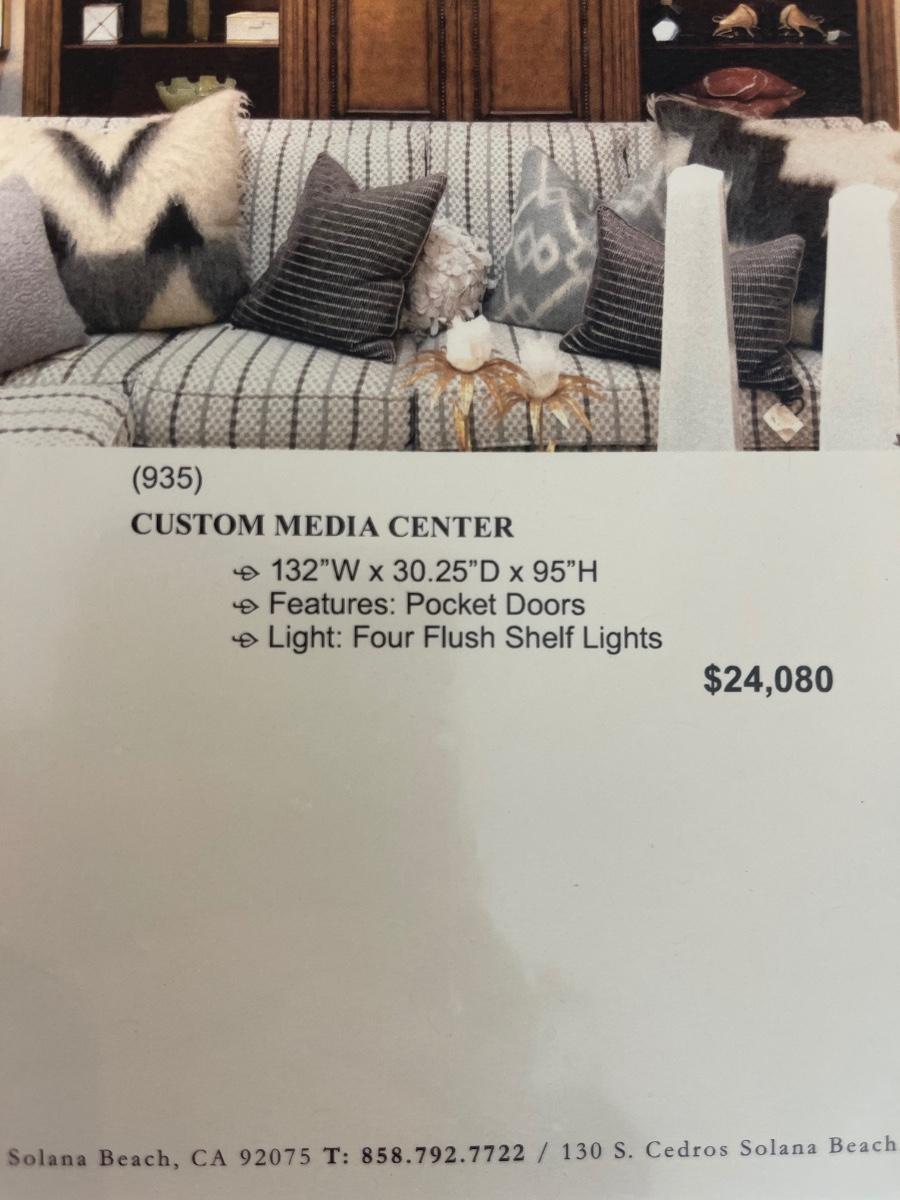 (935)
CUSTOM MEDIA CENTER
132”W x 30.25”D x 95”H
Features: Pocket Doors
Light: Four Flush Shelf Lights
$24,080
Solana Beach, CA 92075 T: 858.792.7722 / 130 S. Cedros Solana Beach